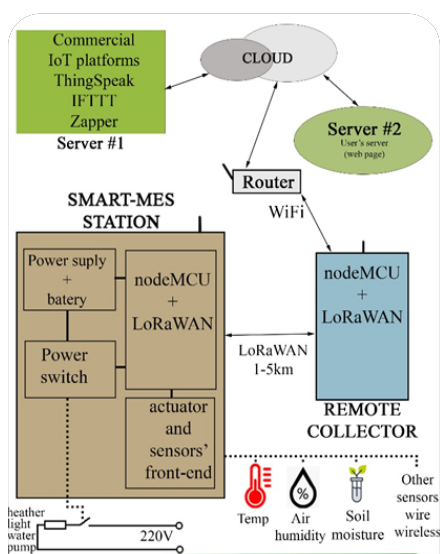 Commercial
IoT platforms
ThingSpeak
IFTTT
Zapper
Server #1
CLOUD
Server #2
User's server
(web page)
Router
WiFi
SMART-MES
STATION
Power suply
+
batery
nodeMCU
+
LoRaWAN
Power
switch
actuator
and
sensors'
front-end
LoRaWAN
1-5km
nodeMCU
+
LoRaWAN
REMOTE
COLLECTOR
Temp
%
Air
humidity
Soil
moisture
Other
sensors
wire
wireless
heather
light
water
pump
220V